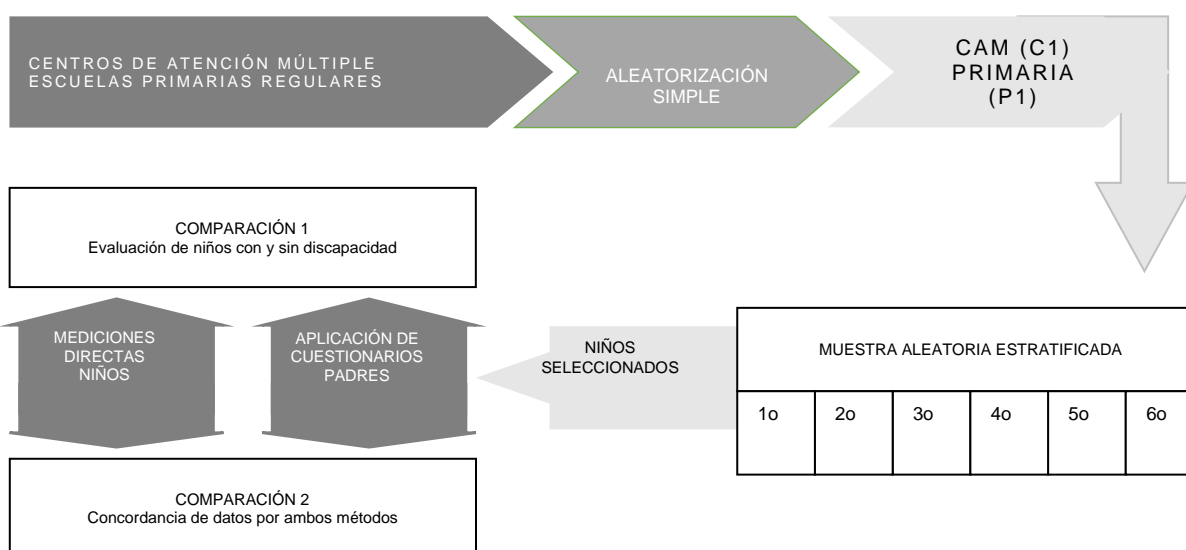 CENTROS DE ATENCIÓN MÚLTIPLE
ESCUELAS PRIMARIAS REGULARES
ALEATORIZACIÓN
SIMPLE
CAM (C1)
PRIMARIA
(P1)
COMPARACIÓN 1
Evaluación de niños con y sin discapacidad
MEDICIONES
DIRECTAS
NIÑOS
APLICACIÓN DE
CUESTIONARIOS
PADRES
NIÑOS
SELECCIONADOS
MUESTRA ALEATORIA ESTRATIFICADA
1o 2o 3o 4o 5o 6o
COMPARACIÓN 2
Concordancia de datos por ambos métodos